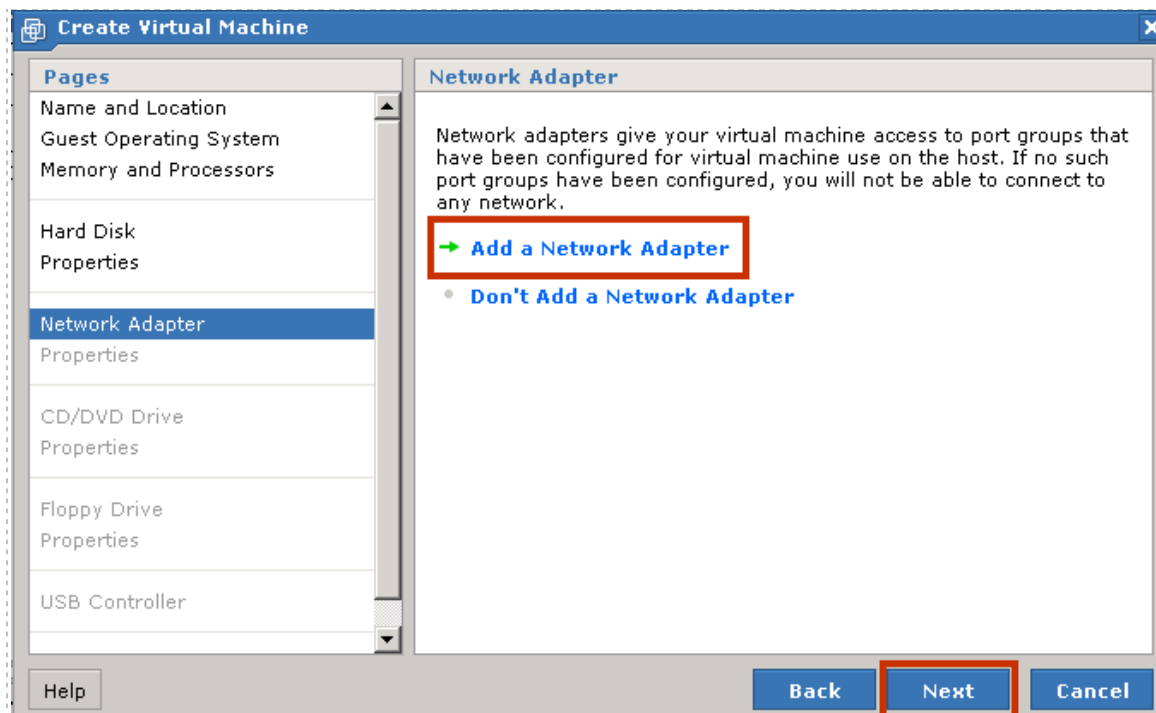 Create Virtual Machine
Pages
Name and Location
Guest Operating System
Memory and Processors
Hard Disk
Properties
Network Adapter
Properties
CD/DVD Drive
Properties
Floppy Drive
Properties
USB Controller
Network Adapter
Network adapters give your virtual machine access to port groups that
have been configured for virtual machine use on the host. If no such
port groups have been configured, you will not be able to connect to
any network.
Add a Network Adapter
Don't Add a Network Adapter
Help
Back
Next
Cancel